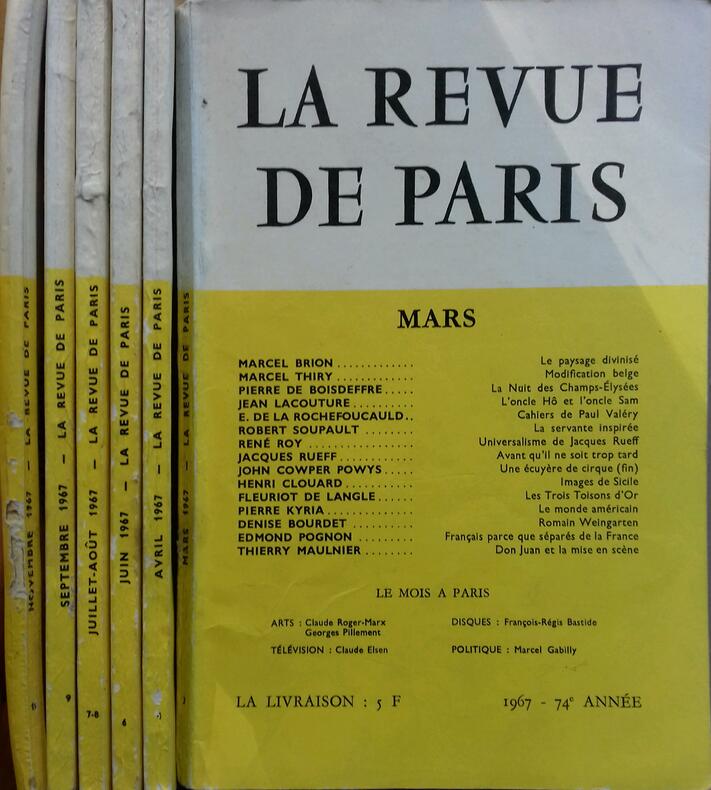 LA REVUE
DE PARIS
MARS
MARCEL BRION ............ Le paysage divinisé
MARCEL THIRY ............ Modification belge
PIERRE DE BOISDEFFRE ..... La Nuit des Champs-Élysées
JEAN LACOUTURE .......... L'oncle Hô et l'oncle Sam
E. DE LA ROCHEFOUCAULD .. Cahiers de Paul Valéry
ROBERT SOUPAULT ........ La servante inspirée
RENÉ ROY ................ Universalisme de Jacques Rueff
JACQUES RUEFF ........... Avant qu'il ne soit trop tard
JOHN COWPER POWYS ..... Une écuyère de cirque (fin)
HENRI CLOUARD .......... Images de Sicile
FLEURIOT DE LANGLE ...... Les Trois Toisons d'Or
PIERRE KYRIA ............. Le monde américain
DENISE BOURDET .......... Romain Weingarten
EDMOND POGNON ......... Français parce que séparés de la France
THIERRY MAULNIER ........ Don Juan et la mise en scène
LE MOIS A PARIS
ARTS : Claude Roger-Marx
Georges Pillement
DISQUES : François-Régis Bastide
TÉLÉVISION : Claude Elsen
POLITIQUE : Marcel Gabilly
LA LIVRAISON : 5 F
1967 - 74e ANNÉE
NOVEMBRE 1967 — LA REVUE DE PARIS
SEPTEMBRE 1967 — LA REVUE DE PARIS
9
JUILLET-AOÛT 1967 — LA REVUE DE PARIS
7-8
JUIN 1967 — LA REVUE DE PARIS
6
AVRIL 1967 — LA REVUE DE PARIS
MARS 1967 — LA REVUE DE PARIS